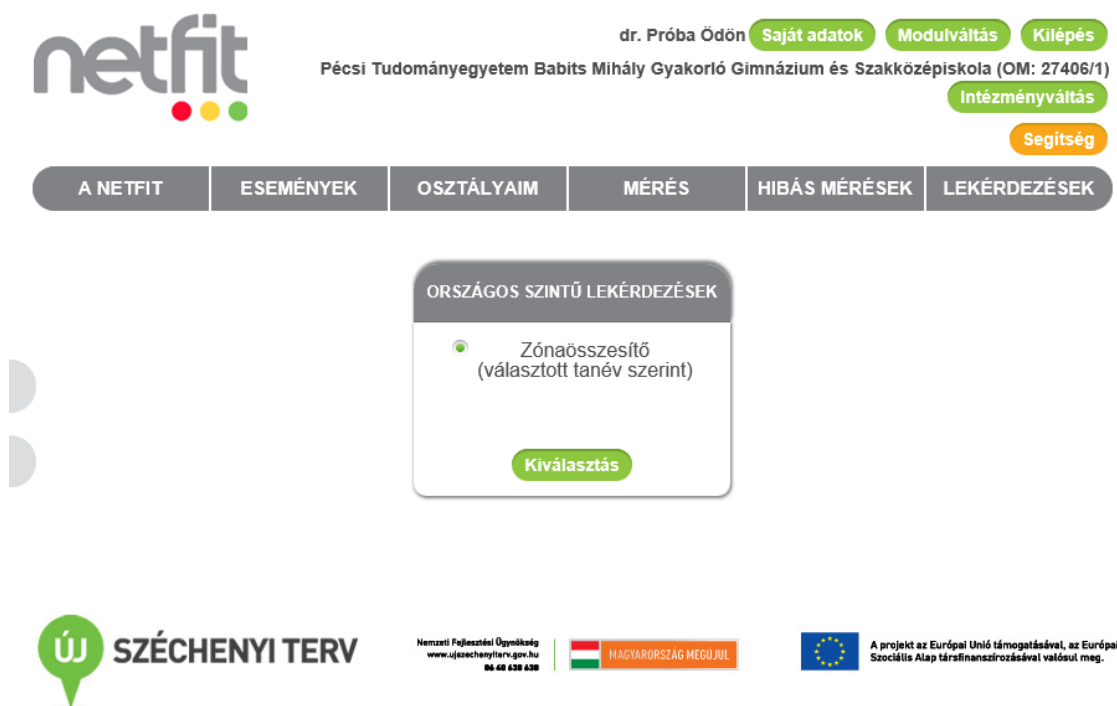 netfit
dr. Próba Ödön Saját adatok Modulváltás Kilépés
Pécsi Tudományegyetem Babits Mihály Gyakorló Gimnázium és Szakközépiskola (OM: 27406/1)
Intézményváltás
Segítség
A NETFIT ESEMÉNYEK OSZTÁLYAIM MÉRÉS HIBÁS MÉRÉSEK LEKÉRDEZÉSEK
ORSZÁGOS SZINTŰ LEKÉRDEZÉSEK
Zónaösszesítő
(választott tanév szerint)
Kiválasztás
ÚJ SZÉCHENYI TERV
Nemzeti Fejlesztési Ügynökség
www.ujszechenyiterv.gov.hu
06 40 638 638
MAGYARORSZÁG MEGÚJUL
A projekt az Európai Unió támogatásával, az Európai
Szociális Alap társfinanszírozásával valósul meg.